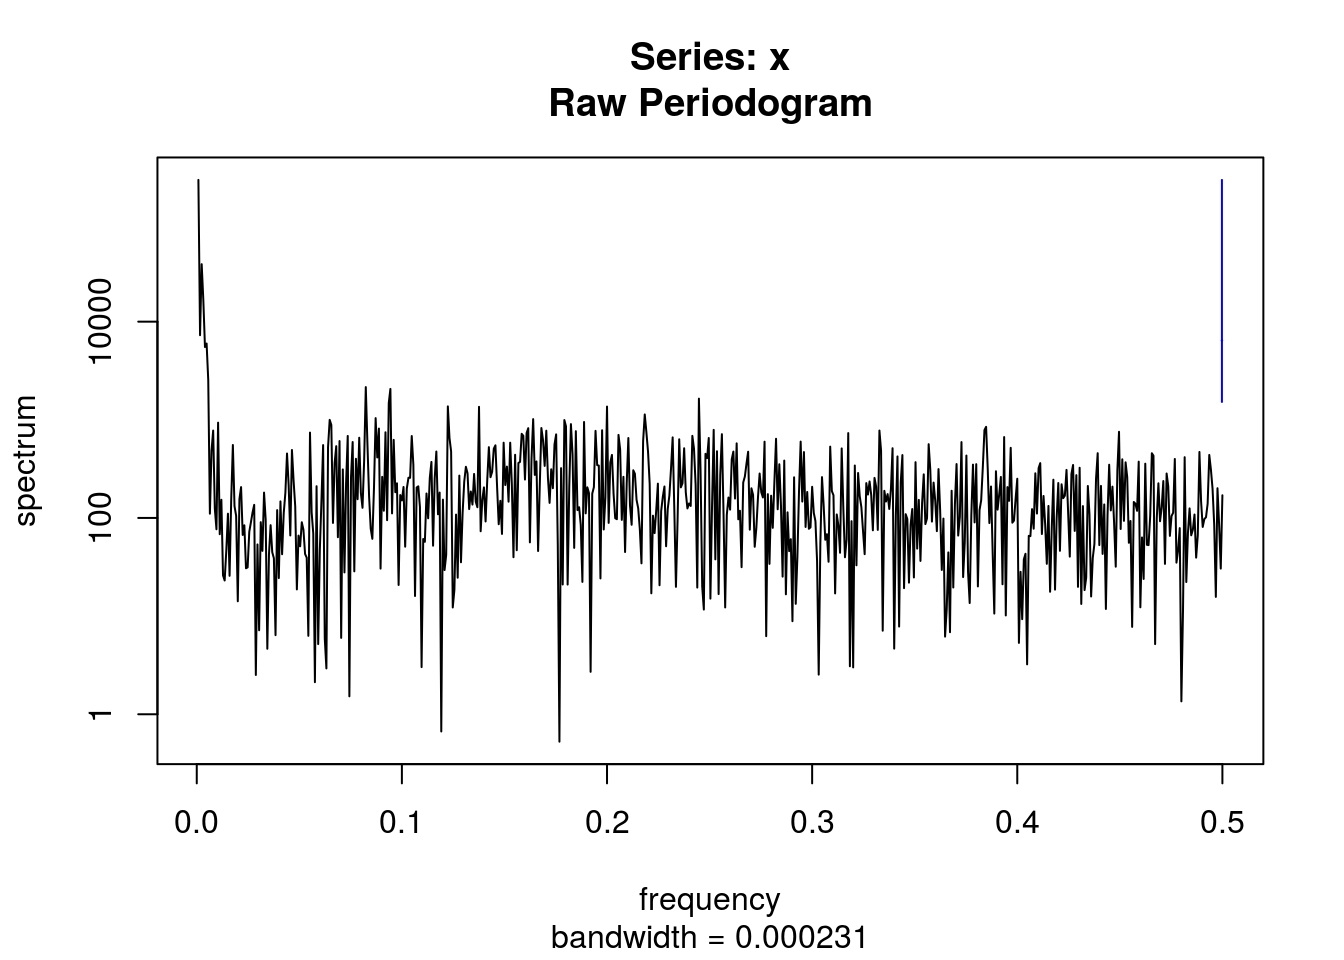 Series: x
Raw Periodogram
spectrum
10000
100
1
0.0 0.1 0.2 0.3 0.4 0.5
frequency
bandwidth = 0.000231